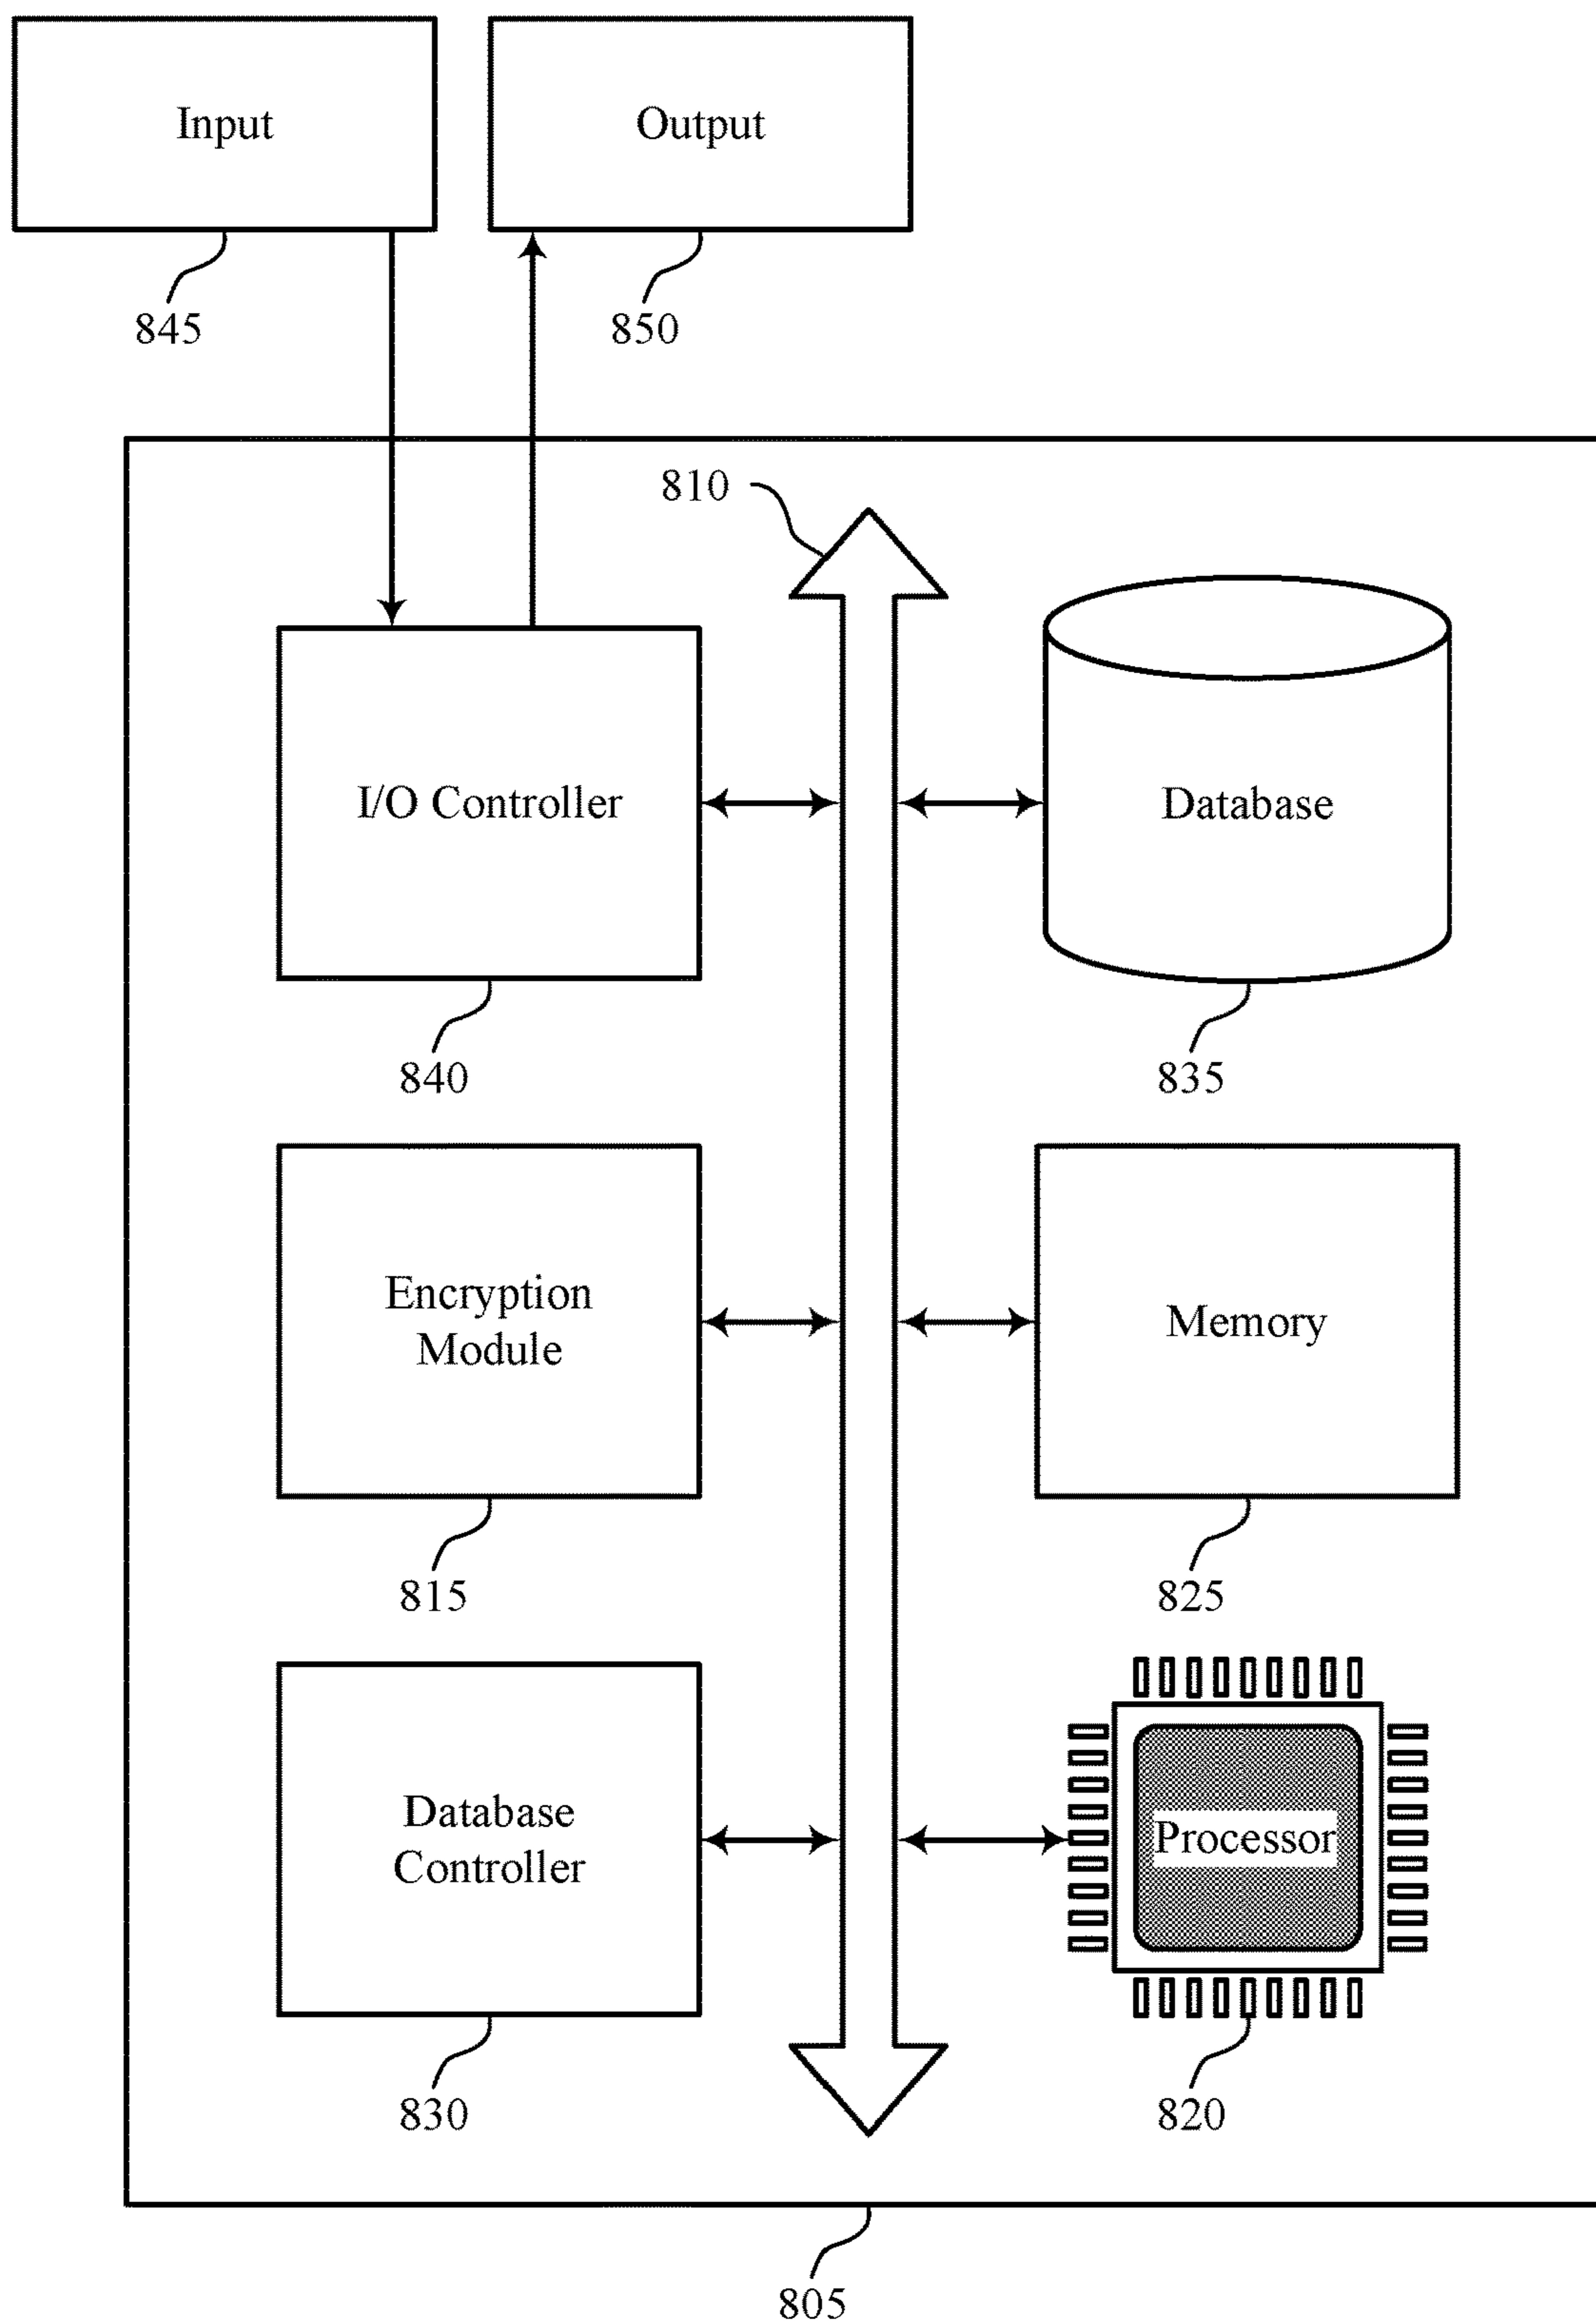 Input
Output
845
850
810
I/O Controller
Database
840
835
Encryption
Module
Memory
815
825
Database
Controller
Processor
830
820
805